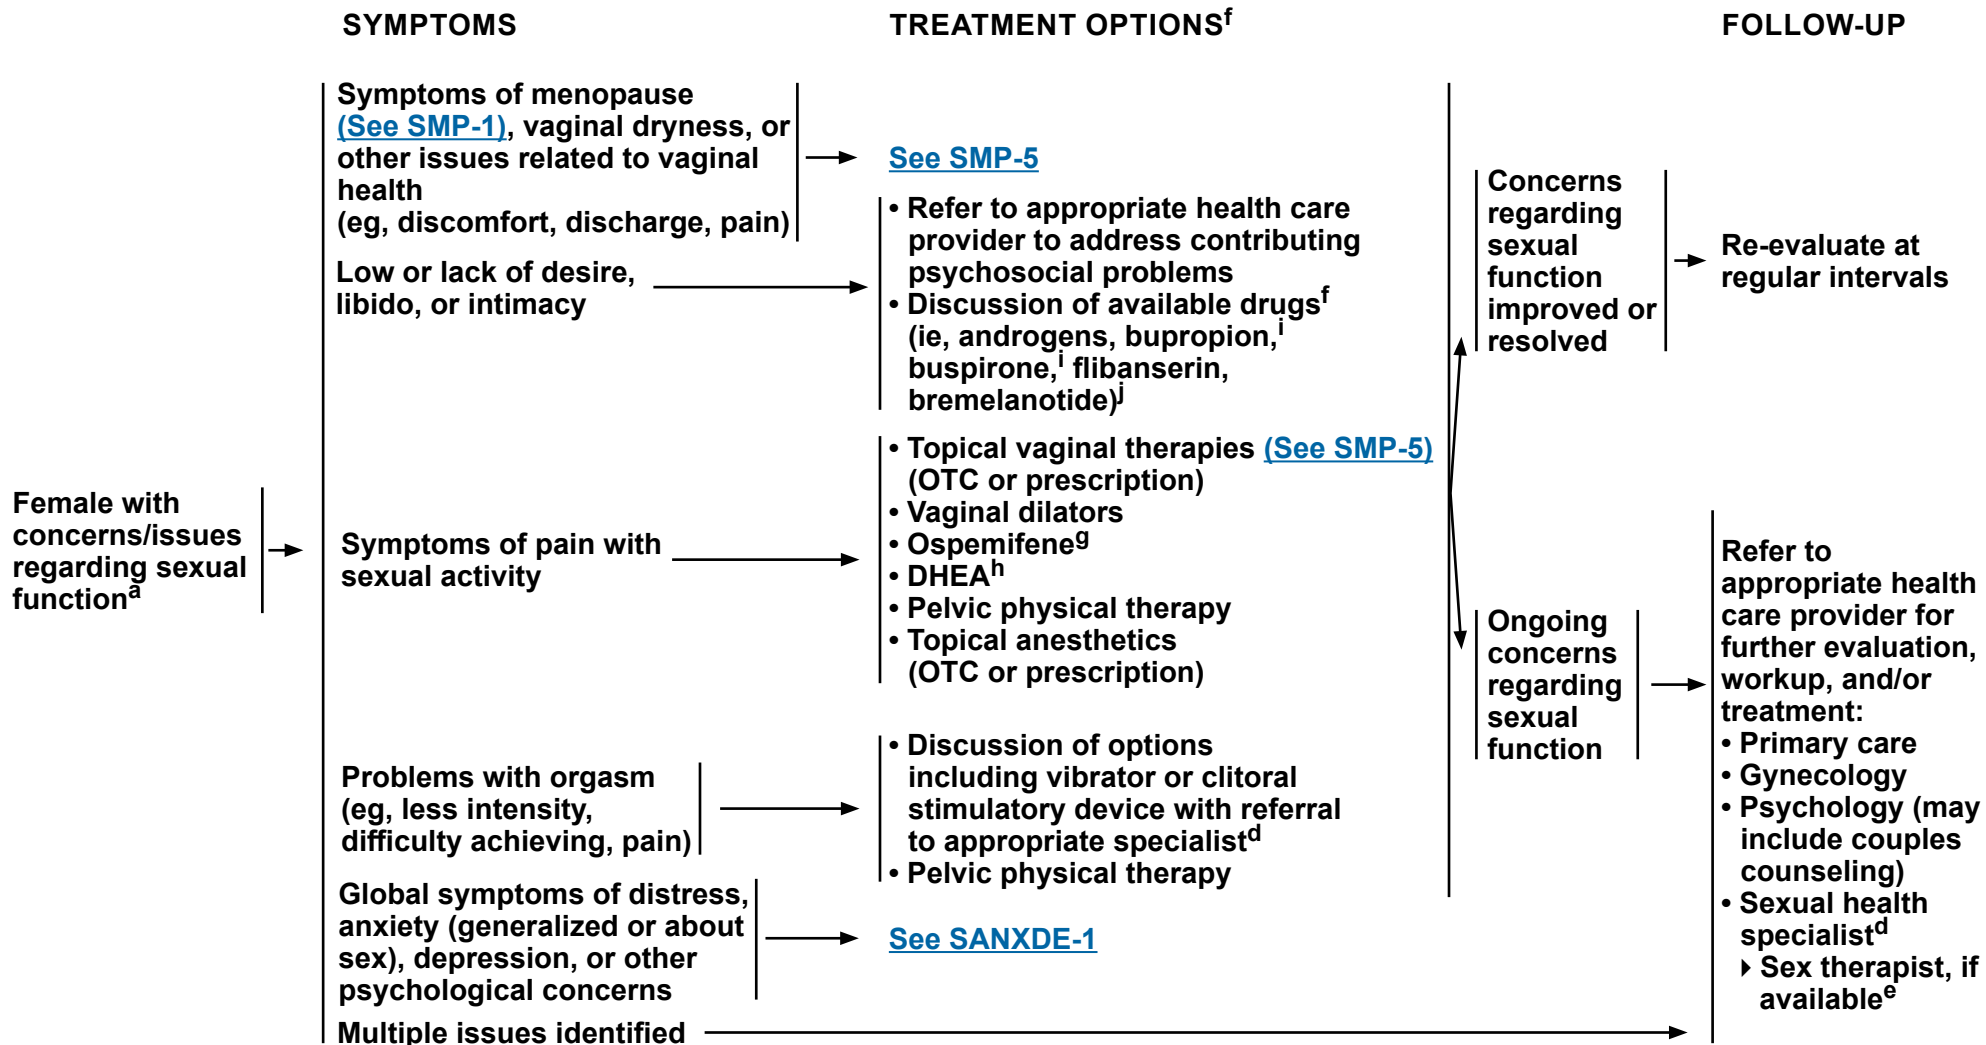 SYMPTOMS
TREATMENT OPTIONSf
FOLLOW-UP
Female with
concerns/issues
regarding sexual
functiona
Symptoms of menopause
(See SMP-1), vaginal dryness, or
other issues related to vaginal
health
(eg, discomfort, discharge, pain)
See SMP-5
Low or lack of desire,
libido, or intimacy
• Refer to appropriate health care
provider to address contributing
psychosocial problems
• Discussion of available drugsf
(ie, androgens, bupropion,i
buspirone,i flibanserin,
bremelanotide)j
Symptoms of pain with
sexual activity
• Topical vaginal therapies (See SMP-5)
(OTC or prescription)
• Vaginal dilators
• Ospemifeneg
• DHEAh
• Pelvic physical therapy
• Topical anesthetics
(OTC or prescription)
Problems with orgasm
(eg, less intensity,
difficulty achieving, pain)
• Discussion of options
including vibrator or clitoral
stimulatory device with referral
to appropriate specialistd
• Pelvic physical therapy
Global symptoms of distress,
anxiety (generalized or about
sex), depression, or other
psychological concerns
See SANXDE-1
Multiple issues identified
Concerns
regarding
sexual
function
improved or
resolved
Re-evaluate at
regular intervals
Ongoing
concerns
regarding
sexual
function
Refer to
appropriate health
care provider for
further evaluation,
workup, and/or
treatment:
• Primary care
• Gynecology
• Psychology (may
include couples
counseling)
• Sexual health
specialistd
▸ Sex therapist, if
availablee